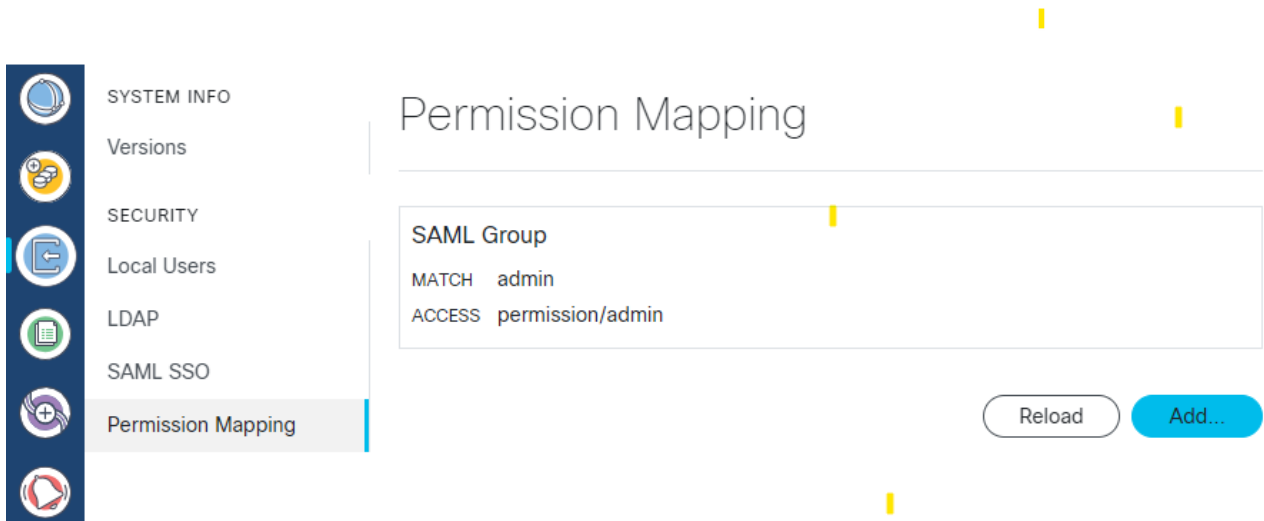 SYSTEM INFO
Versions
SECURITY
Local Users
LDAP
SAML SSO
Permission Mapping
Permission Mapping
SAML Group
MATCH admin
ACCESS permission/admin
Reload
Add...